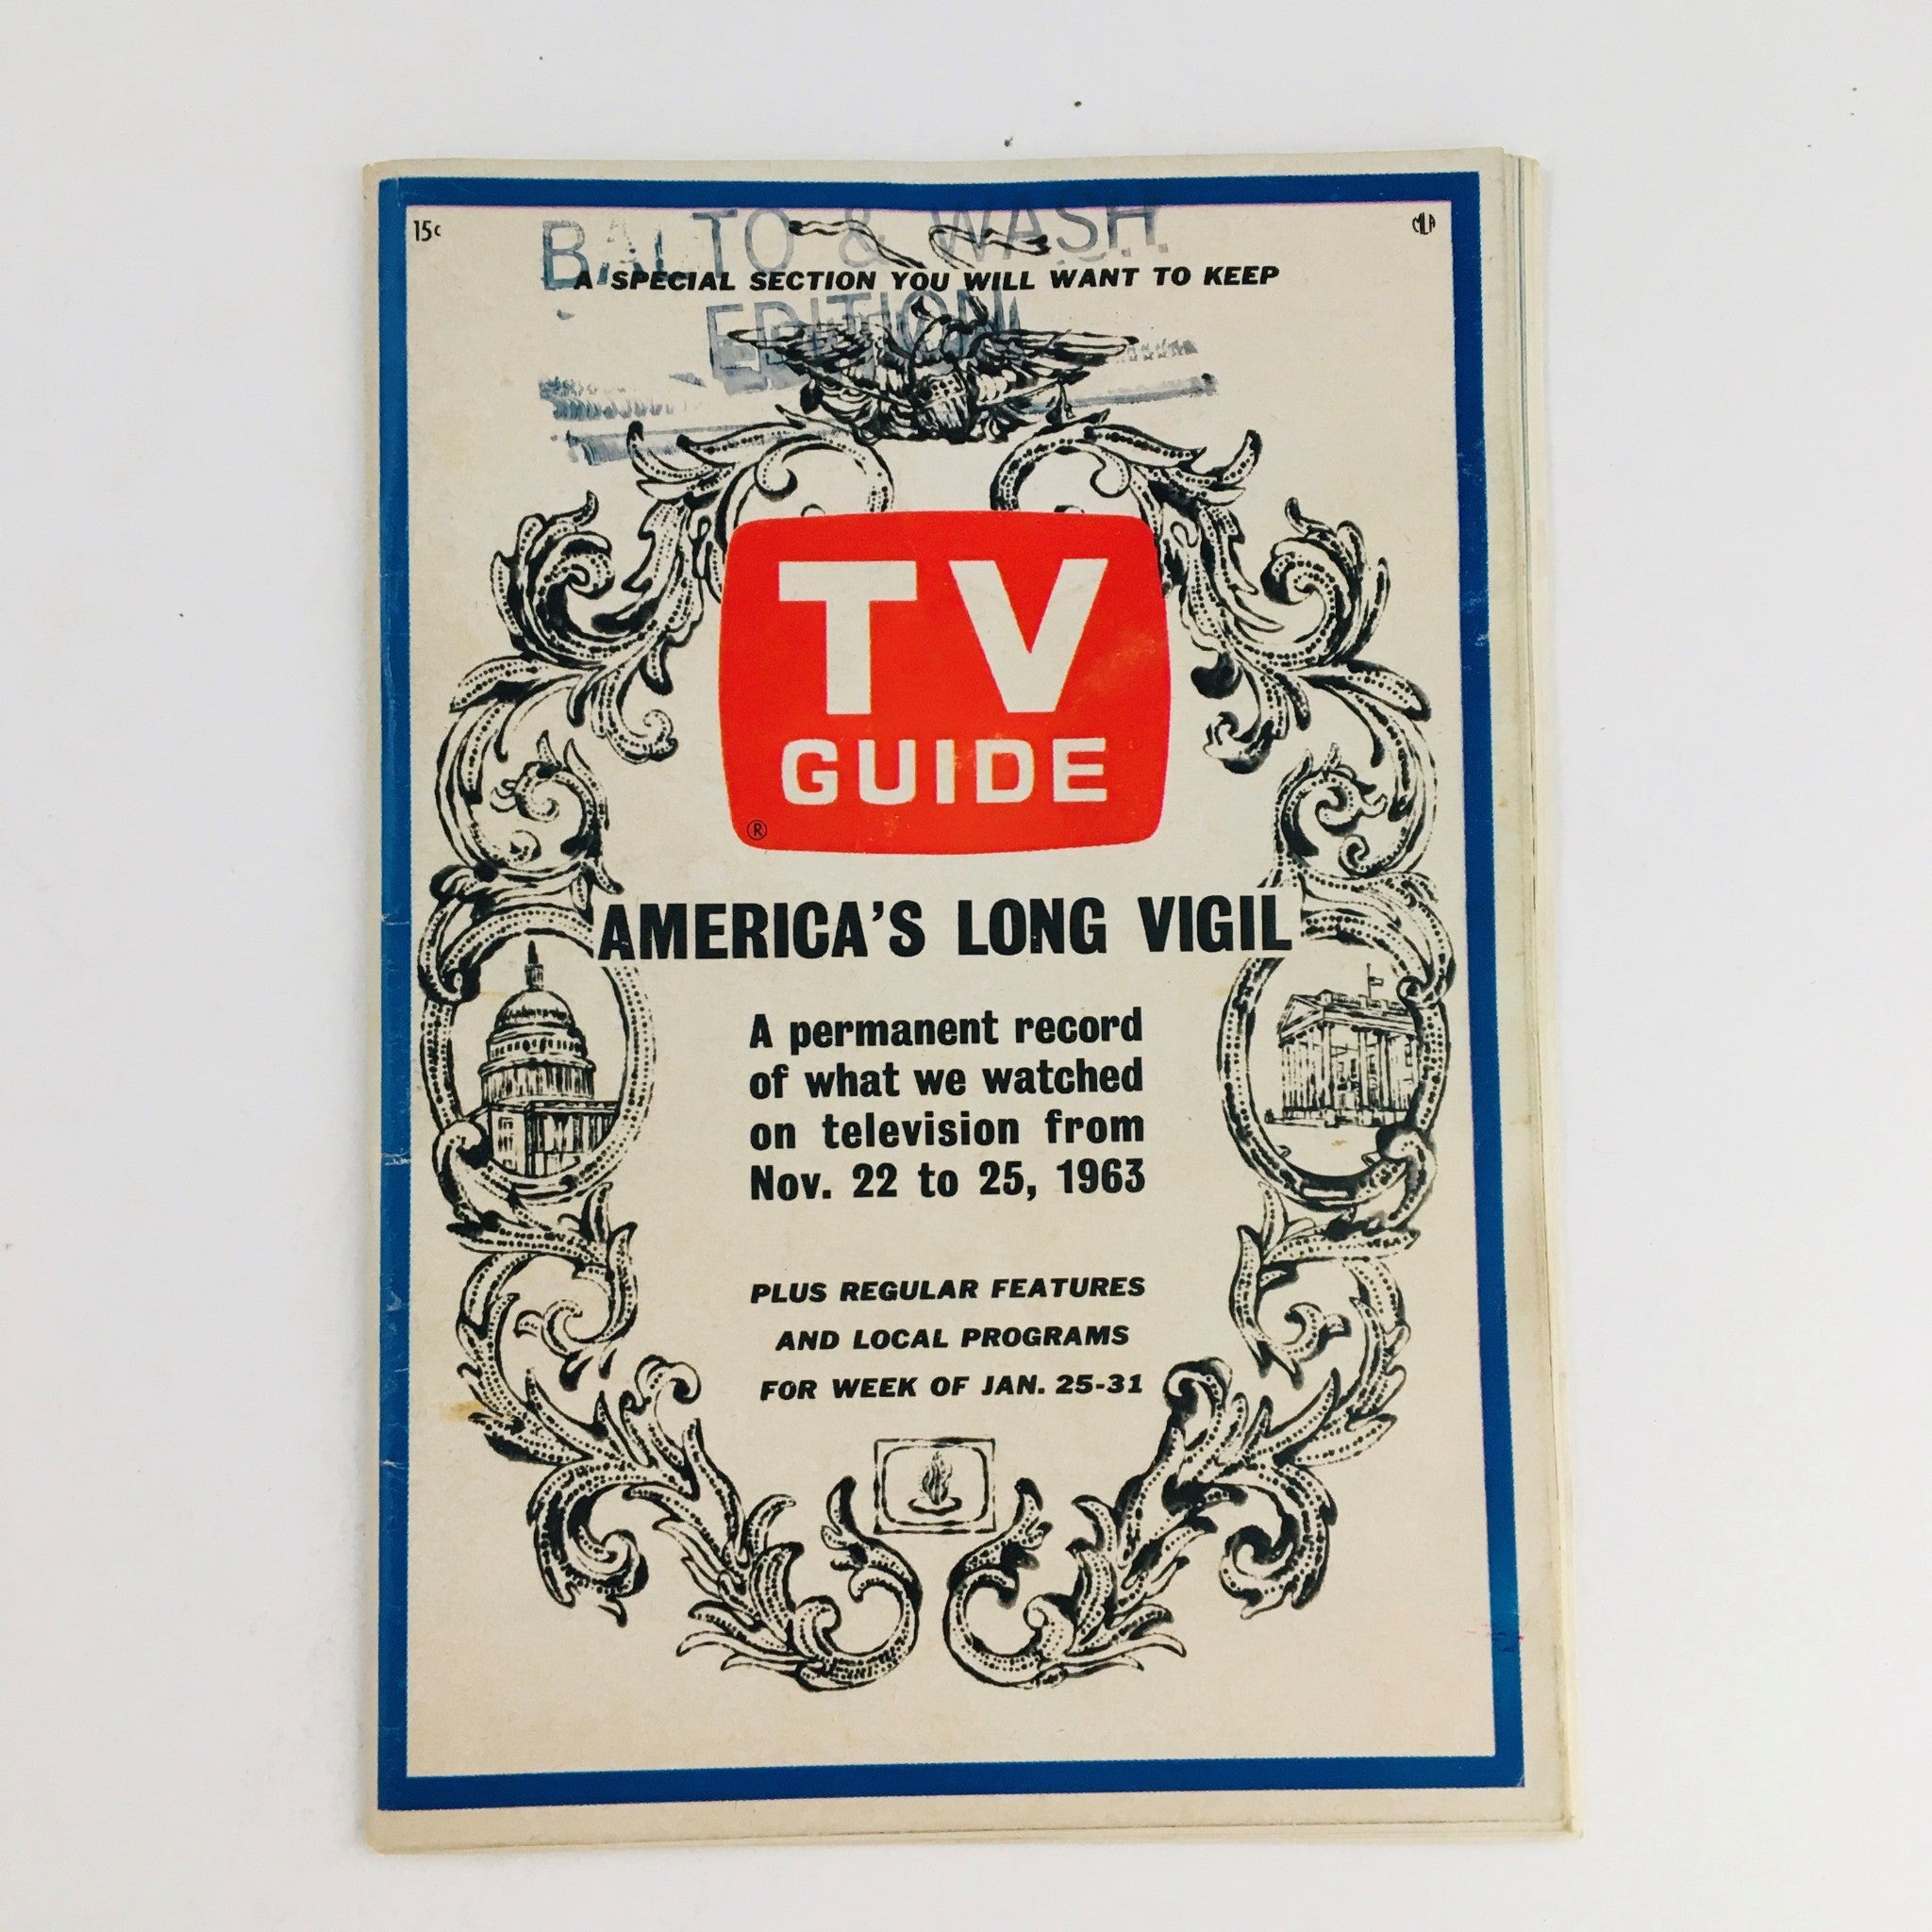 15¢
MLA
BALTO & WASH.
A SPECIAL SECTION YOU WILL WANT TO KEEP
EDITION
TV
GUIDE
®
AMERICA'S LONG VIGIL
A permanent record
of what we watched
on television from
Nov. 22 to 25, 1963
PLUS REGULAR FEATURES
AND LOCAL PROGRAMS
FOR WEEK OF JAN. 25-31